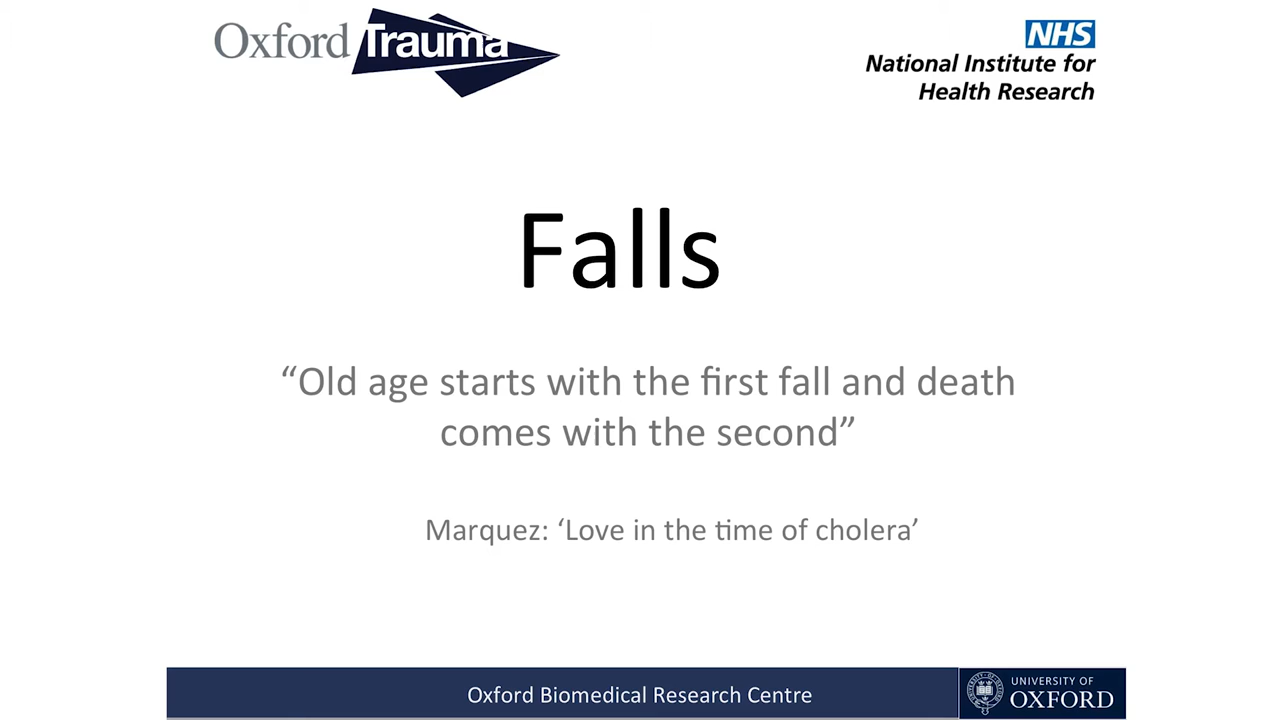 Oxford Trauma
NHS
National Institute for
Health Research
Falls
“Old age starts with the first fall and death
comes with the second”
Marquez: ‘Love in the time of cholera’
Oxford Biomedical Research Centre
UNIVERSITY OF
OXFORD